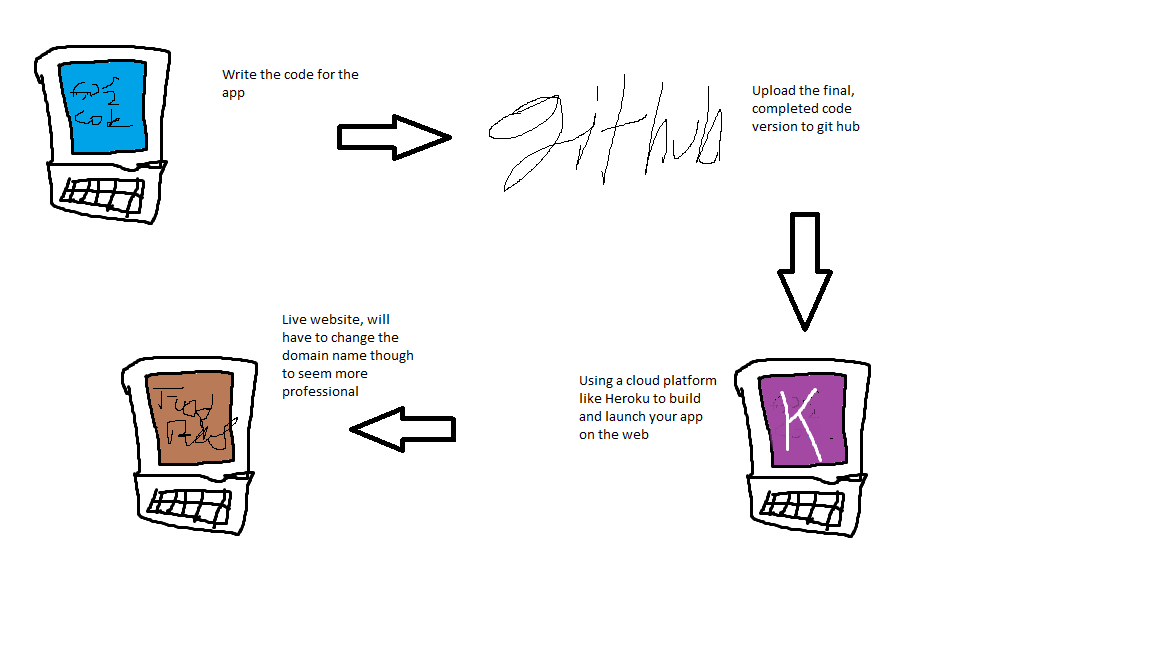 Write the code for the
app
github
Upload the final,
completed code
version to git hub
Live website, will
have to change the
domain name though
to seem more
professional
Using a cloud platform
like Heroku to build
and launch your app
on the web
K